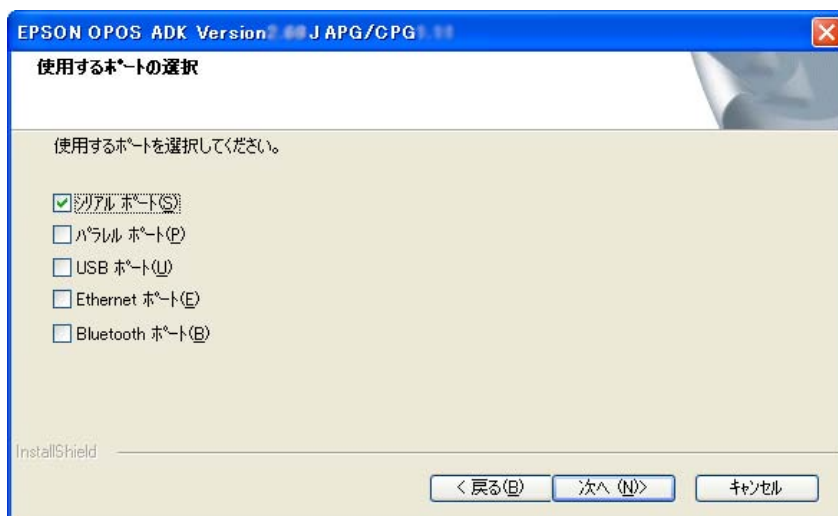 EPSON OPOS ADK Version J APG/CPG
使用するポートの選択
使用するポートを選択してください。
シリアル ポート(S)
パラレル ポート(P)
USB ポート(U)
Ethernet ポート(E)
Bluetooth ポート(B)
InstallShield
< 戻る(B)
次へ (N)>
キャンセル